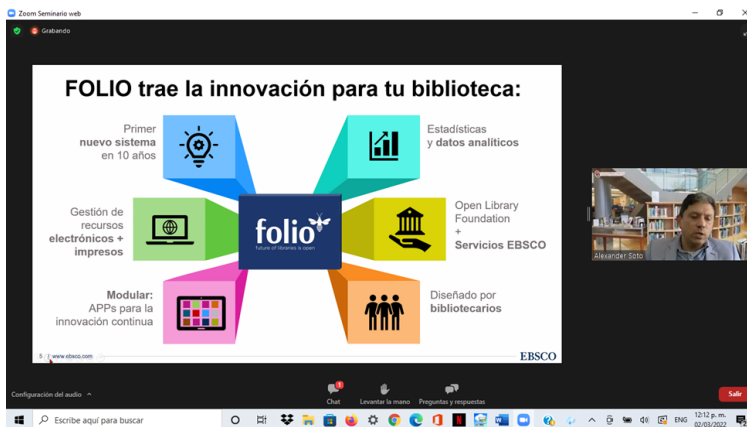 Zoom Seminario web
Grabando
FOLIO trae la innovación para tu biblioteca:
Primer
nuevo sistema
en 10 años
Estadísticas
y datos analíticos
Gestión de
recursos
electrónicos +
impresos
folio
future of libraries is open
Open Library
Foundation
+
Servicios EBSCO
Modular:
APPs para la
innovación continua
Diseñado por
bibliotecarios
www.ebsco.com
EBSCO
Alexander Soto
Configuración del audio
1
Chat
Levantar la mano
Preguntas y respuestas
Salir
Escribe aquí para buscar
ENG
12:12 p. m.
02/03/2022